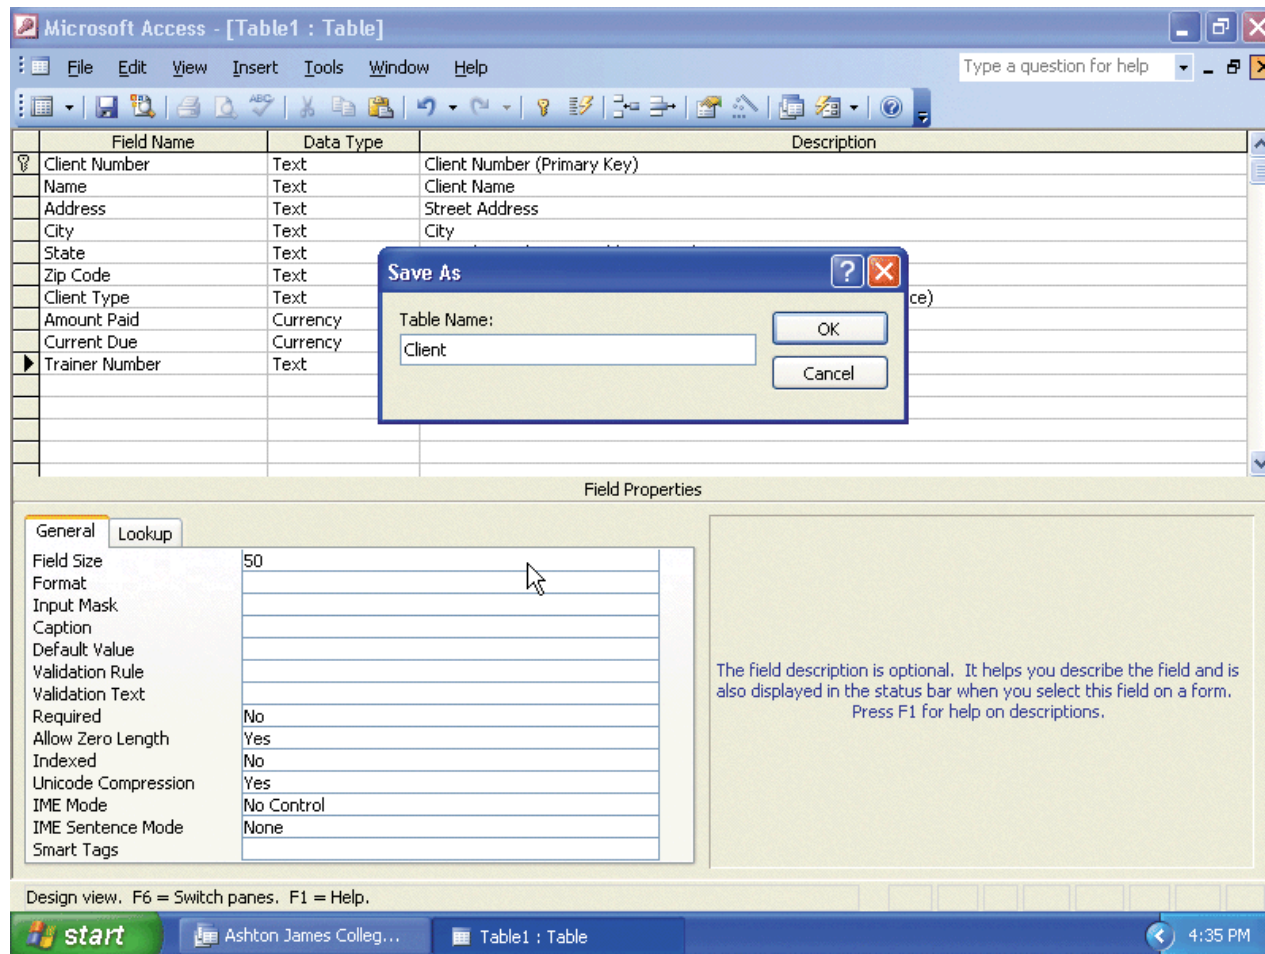 Microsoft Access - [Table1 : Table]
File Edit View Insert Tools Window Help Type a question for help
ABC
Field Name Data Type Description
Client Number Text Client Number (Primary Key)
Name Text Client Name
Address Text Street Address
City Text City
State Text
Zip Code Text
Client Type Text ce)
Amount Paid Currency
Current Due Currency
Trainer Number Text
Save As
Table Name:
Client
OK
Cancel
Field Properties
General Lookup
Field Size 50
Format
Input Mask
Caption
Default Value
Validation Rule
Validation Text
Required No
Allow Zero Length Yes
Indexed No
Unicode Compression Yes
IME Mode No Control
IME Sentence Mode None
Smart Tags
The field description is optional. It helps you describe the field and is
also displayed in the status bar when you select this field on a form.
Press F1 for help on descriptions.
Design view. F6 = Switch panes. F1 = Help.
start Ashton James Colleg... Table1 : Table 4:35 PM